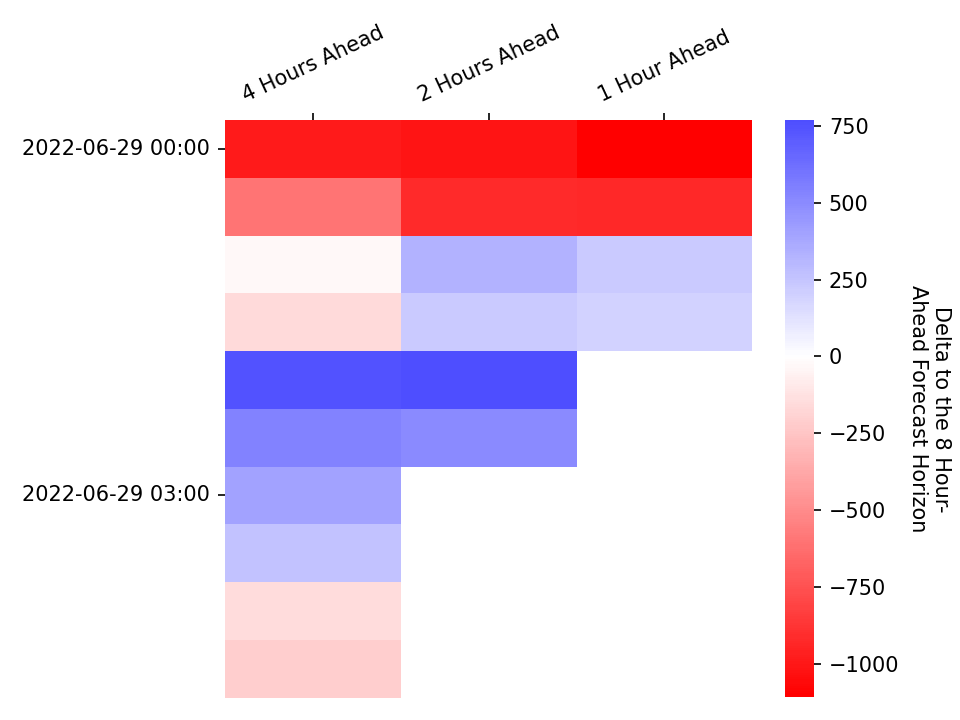 4 Hours Ahead
2 Hours Ahead
1 Hour Ahead
2022-06-29 00:00
2022-06-29 03:00
750
500
250
0
−250
−500
−750
−1000
Delta to the 8 Hour-
Ahead Forecast Horizon